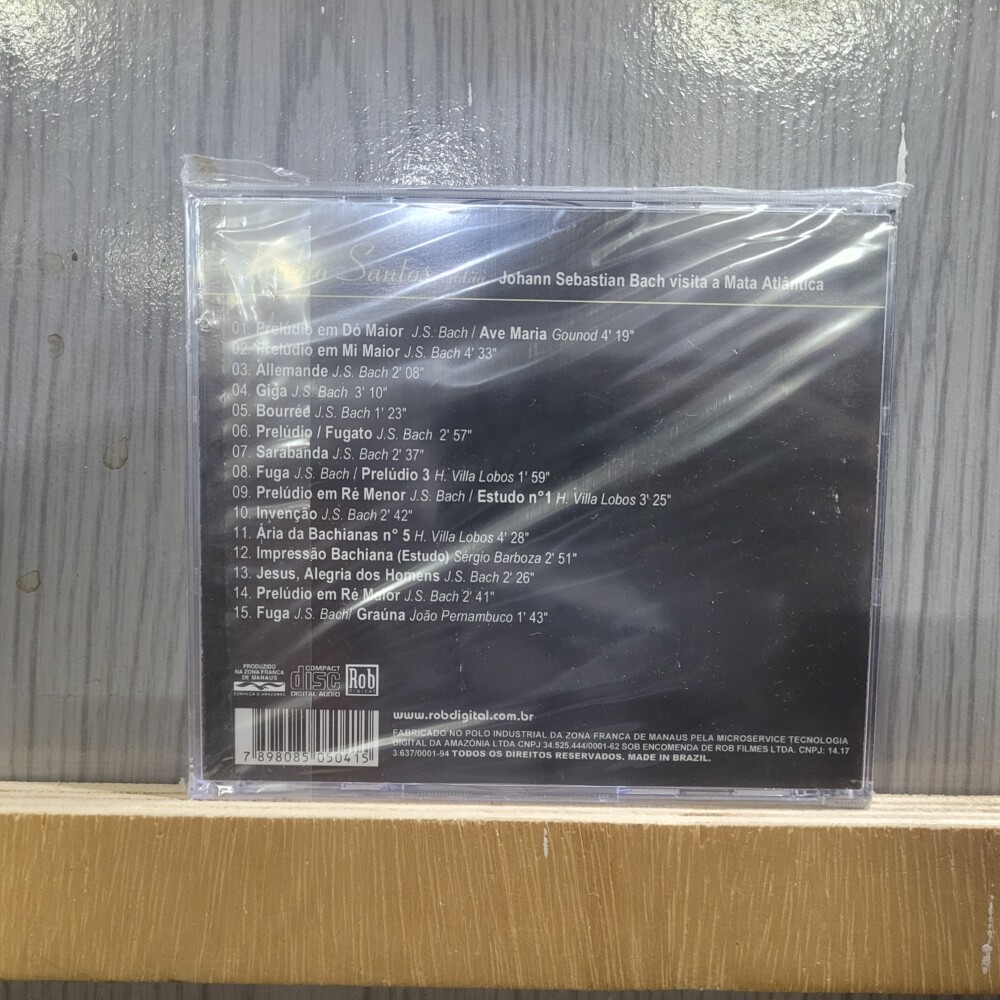 Santos Johann Sebastian Bach visita a Mata Atlântica
01. Prelúdio em Dó Maior J.S. Bach / Ave Maria Gounod 4' 19"
02. Prelúdio em Mi Maior J.S. Bach 4' 33"
03. Allemande J.S. Bach 2' 08"
04. Giga J.S. Bach 3' 10"
05. Bourrée J.S. Bach 1' 23"
06. Prelúdio / Fugato J.S. Bach 2' 57"
07. Sarabanda J.S. Bach 2' 37"
08. Fuga J.S. Bach / Prelúdio 3 H. Villa Lobos 1' 59"
09. Prelúdio em Ré Menor J.S. Bach / Estudo n°1 H. Villa Lobos 3' 25"
10. Invenção J.S. Bach 2' 42"
11. Ária da Bachianas n° 5 H. Villa Lobos 4' 28"
12. Impressão Bachiana (Estudo) Sérgio Barboza 2' 51"
13. Jesus, Alegria dos Homens J.S. Bach 2' 26"
14. Prelúdio em Ré Maior J.S. Bach 2' 41"
15. Fuga J.S. Bach/ Graúna João Pernambuco 1' 43"
PRODUZIDO
NA ZONA FRANCA
DE MANAUS
CONHEÇA O AMAZONAS
COMPACT
disc
DIGITAL AUDIO
Rob
DIGITAL
www.robdigital.com.br
FABRICADO NO POLO INDUSTRIAL DA ZONA FRANCA DE MANAUS PELA MICROSERVICE TECNOLOGIA
DIGITAL DA AMAZÔNIA LTDA CNPJ 34.525.444/0001-62 SOB ENCOMENDA DE ROB FILMES LTDA. CNPJ: 14.17
3.637/0001-94 TODOS OS DIREITOS RESERVADOS. MADE IN BRAZIL.
7 898085 050415